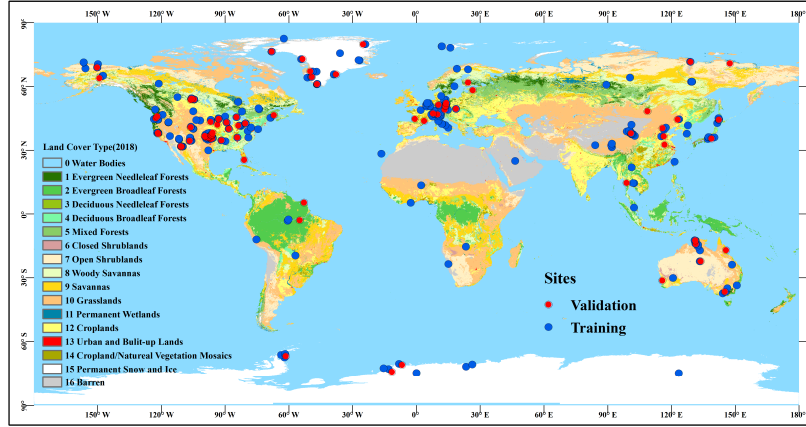 90°
60° N
30° N
0°
30° S
60° S
90°
Land Cover Type(2018)
0 Water Bodies
1 Evergreen Needleleaf Forests
2 Evergreen Broadleaf Forests
3 Deciduous Needleleaf Forests
4 Deciduous Broadleaf Forests
5 Mixed Forests
6 Closed Shrublands
7 Open Shrublands
8 Woody Savannas
9 Savannas
10 Grasslands
11 Permanent Wetlands
12 Croplands
13 Urban and Bulit-up Lands
14 Cropland/Natureal Vegetation Mosaics
15 Permanent Snow and Ice
16 Barren
Sites
Validation
Training
150° W 120° W 90° W 60° W 30° W 0° 30° E 60° E 90° E 120° E 150° E 180°